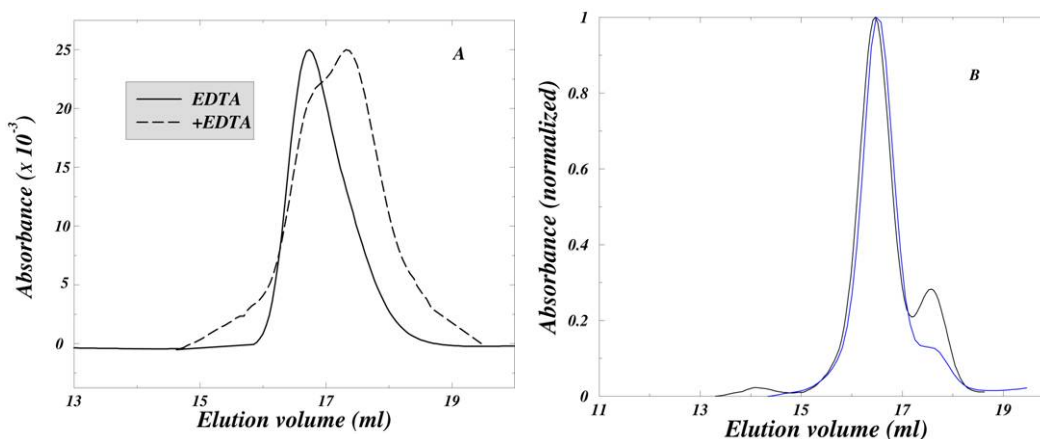 A
Absorbance (x 10⁻³)
25
20
15
10
5
0
EDTA
+EDTA
13
15
17
19
Elution volume (ml)
B
Absorbance (normalized)
1
0.8
0.6
0.4
0.2
0
11
13
15
17
19
Elution volume (ml)